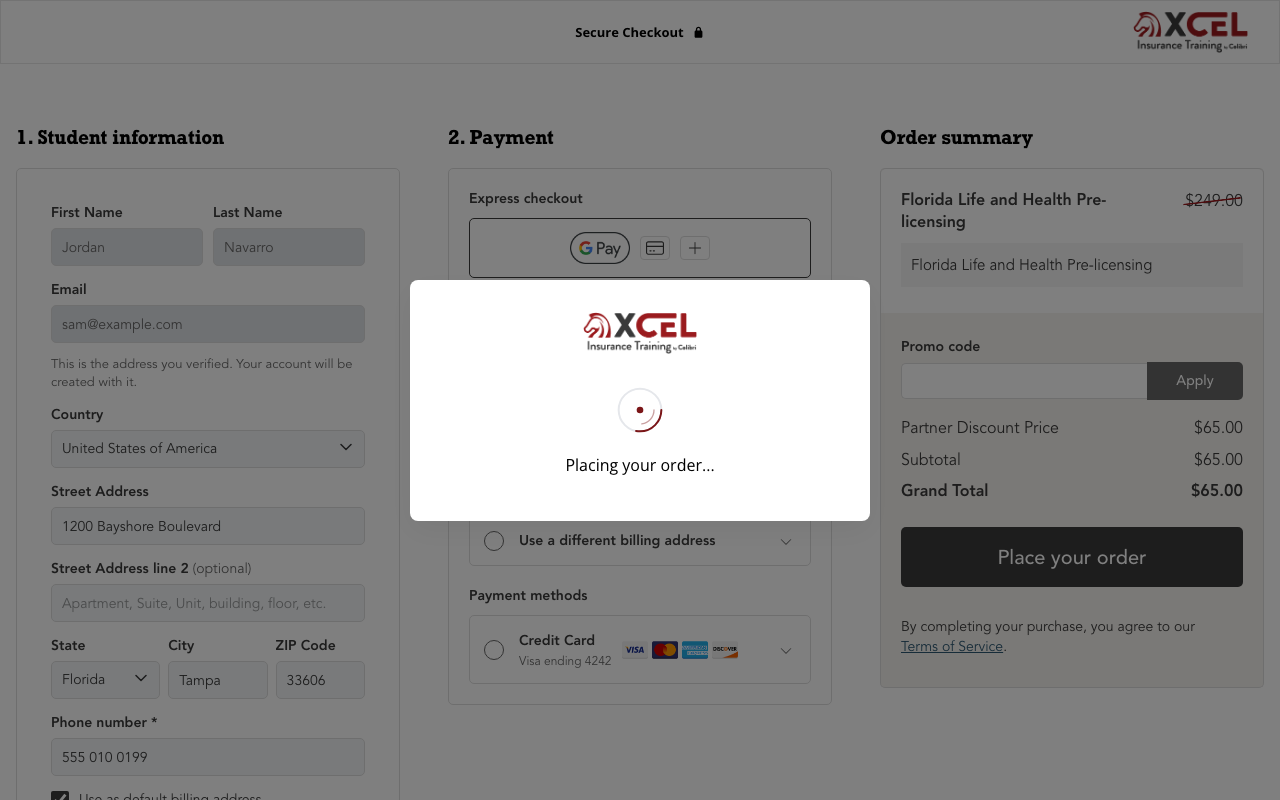 Secure Checkout
XCEL
Insurance Training by Calibri
1. Student information
First Name
Last Name
Jordan
Navarro
Email
sam@example.com
This is the address you verified. Your account will be
created with it.
Country
United States of America
Street Address
1200 Bayshore Boulevard
Street Address line 2 (optional)
Apartment, Suite, Unit, building, floor, etc.
State
City
ZIP Code
Florida
Tampa
33606
Phone number *
555 010 0199
Use as default billing address
2. Payment
Express checkout
G Pay
XCEL
Insurance Training by Calibri
Placing your order...
Use a different billing address
Payment methods
Credit Card
VISA
AMERICAN EXPRESS
DISCOVER
Visa ending 4242
Order summary
Florida Life and Health Pre-
licensing
$249.00
Florida Life and Health Pre-licensing
Promo code
Apply
Partner Discount Price
$65.00
Subtotal
$65.00
Grand Total
$65.00
Place your order
By completing your purchase, you agree to our
Terms of Service.